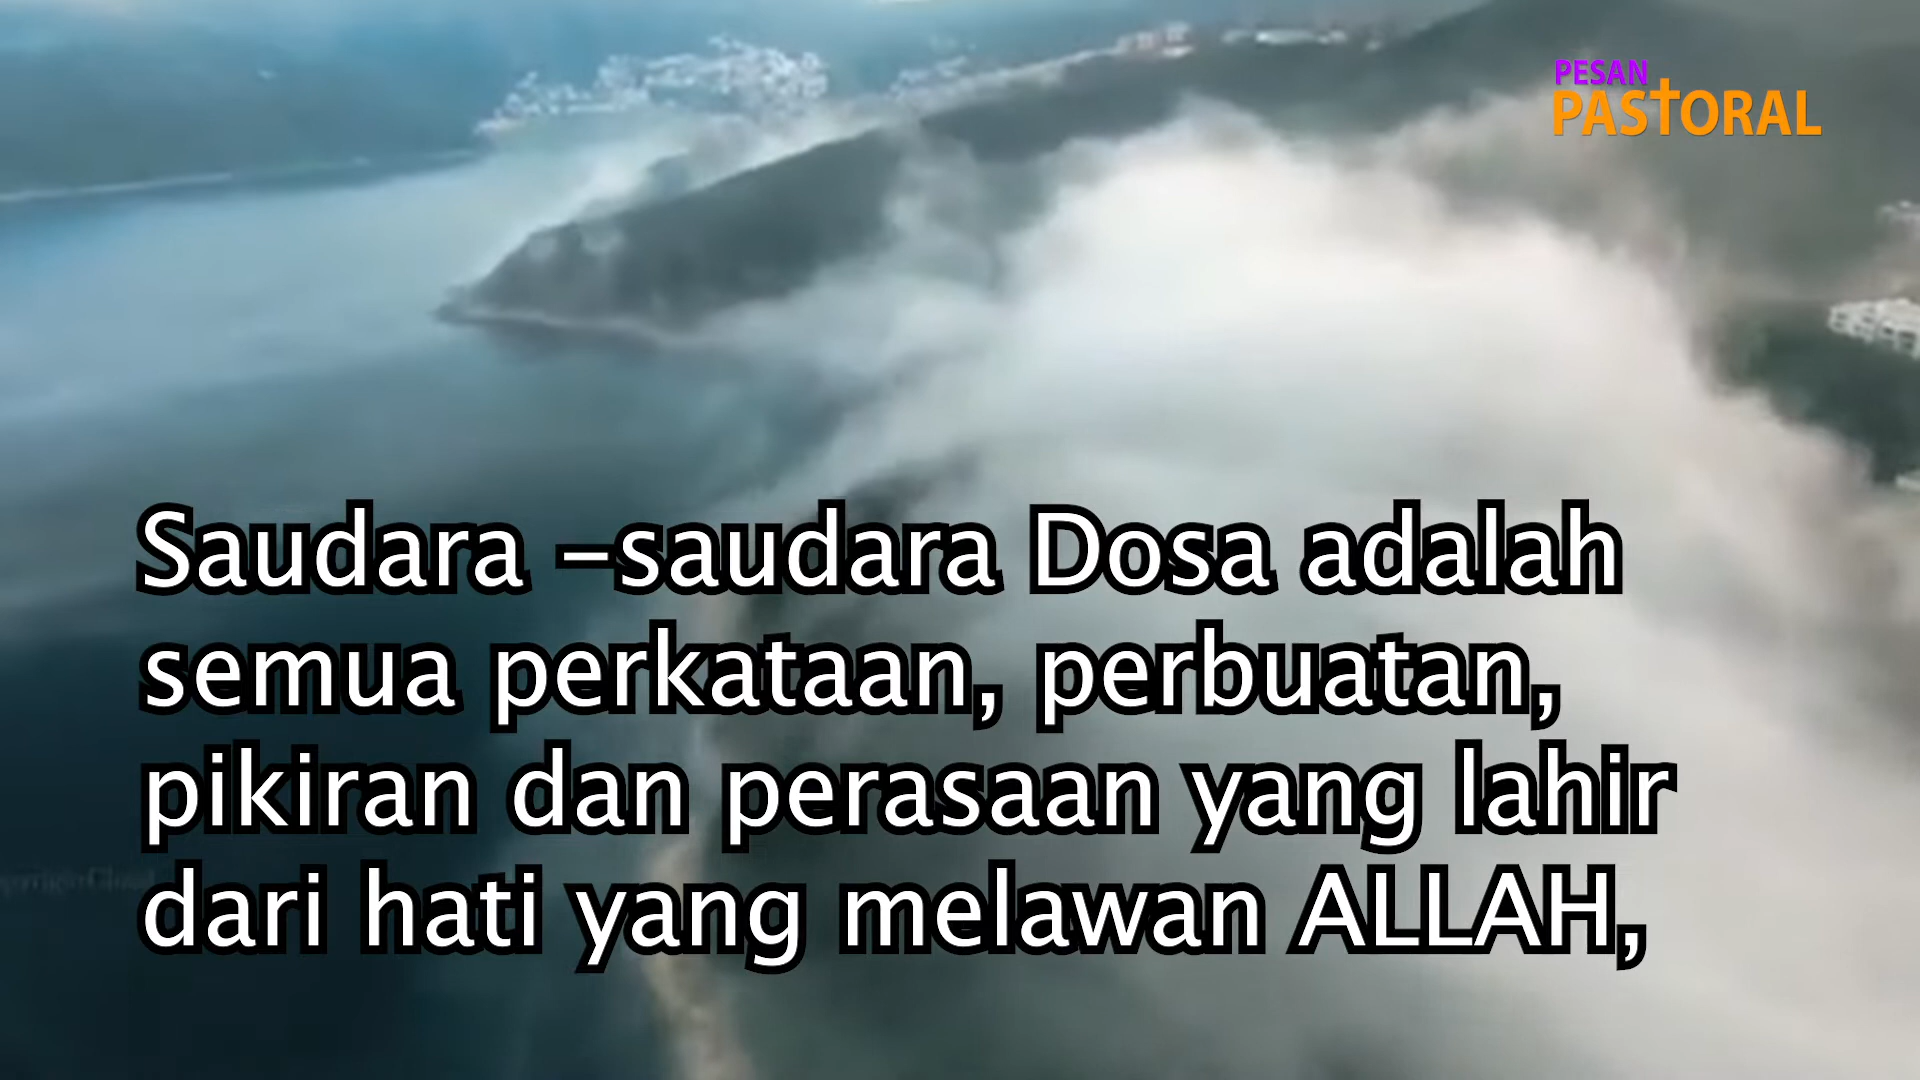 PESAN
PASTORAL
Saudara –saudara Dosa adalah
semua perkataan, perbuatan,
pikiran dan perasaan yang lahir
dari hati yang melawan ALLAH,